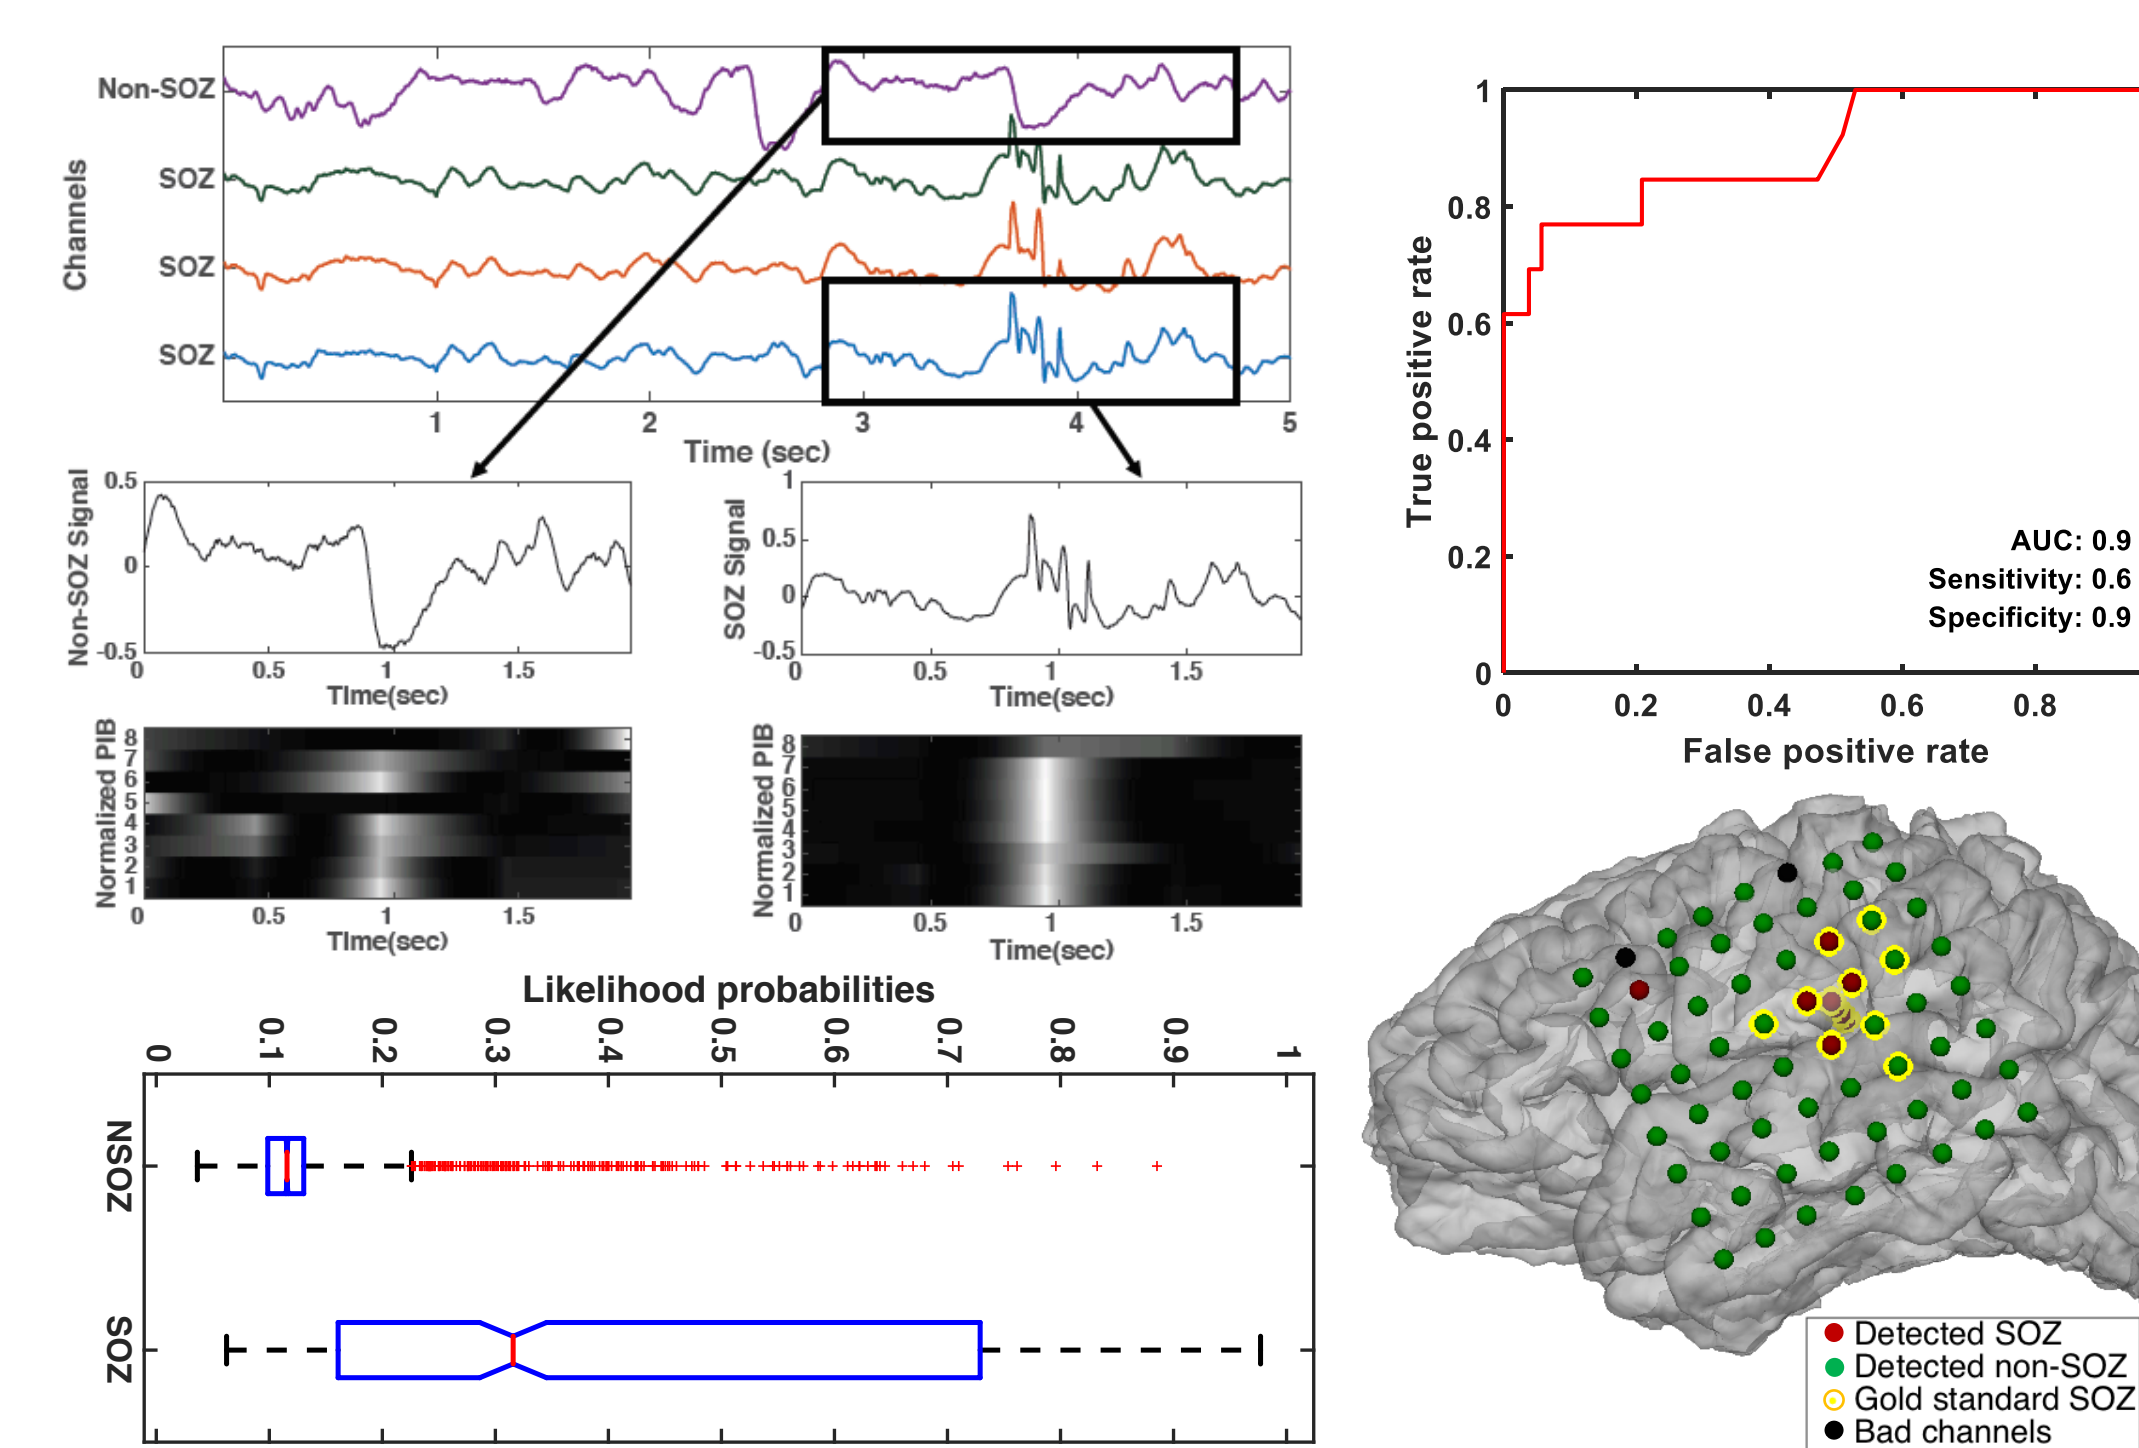 Channels
Non-SOZ
SOZ
SOZ
SOZ
1 2 3 4 5
Time (sec)
Non-SOZ Signal
0.5
0
-0.5
0 0.5 1 1.5
TIme(sec)
SOZ Signal
1
0.5
0
-0.5
0 0.5 1 1.5
Time(sec)
Normalized PIB
8
7
6
5
4
3
2
1
0 0.5 1 1.5
TIme(sec)
Normalized PIB
8
7
6
5
4
3
2
1
0 0.5 1 1.5
Time(sec)
Likelihood probabilities
0 0.1 0.2 0.3 0.4 0.5 0.6 0.7 0.8 0.9 1
NSOZ
SOZ
True positive rate
1
0.8
0.6
0.4
0.2
0
AUC: 0.9
Sensitivity: 0.6
Specificity: 0.9
0 0.2 0.4 0.6 0.8
False positive rate
Detected SOZ
Detected non-SOZ
Gold standard SOZ
Bad channels